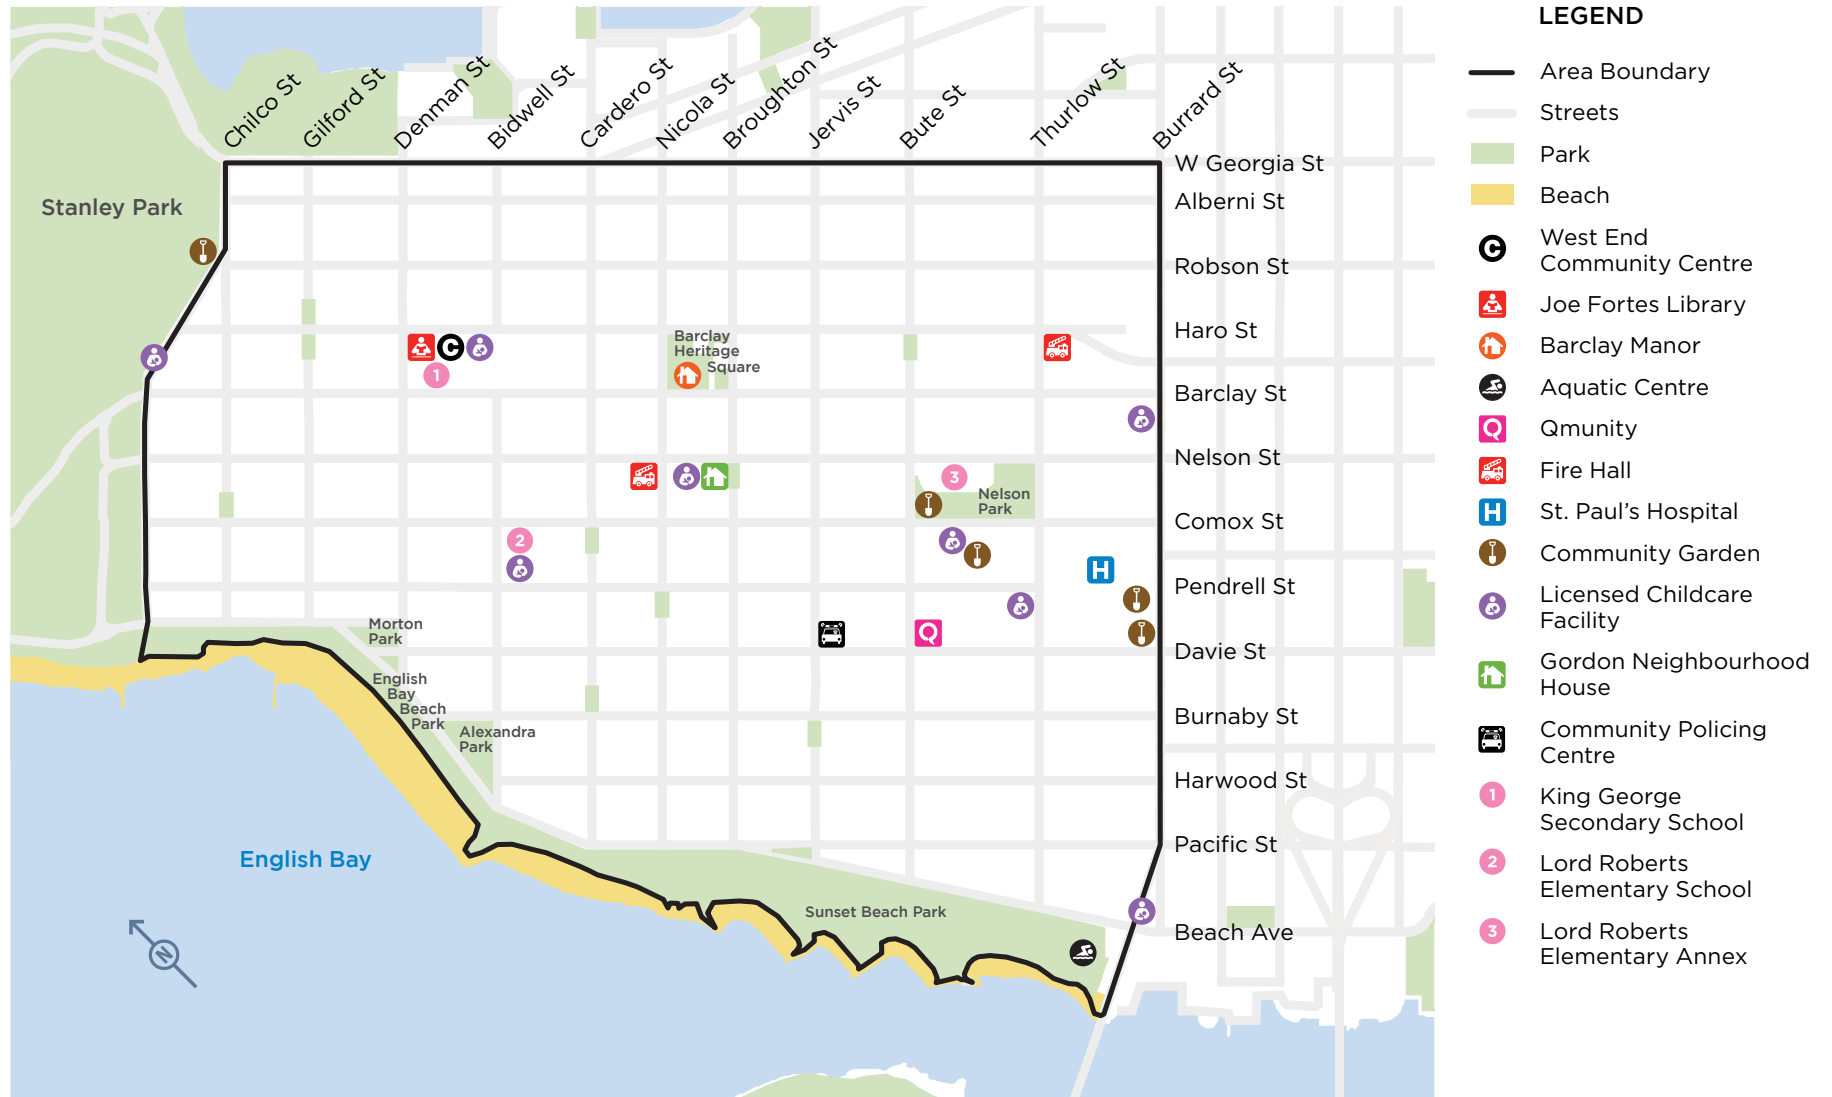 Chilco St
Gilford St
Denman St
Bidwell St
Cardero St
Nicola St
Broughton St
Jervis St
Bute St
Thurlow St
Burrard St
W Georgia St
Alberni St
Robson St
Haro St
Barclay St
Nelson St
Comox St
Pendrell St
Davie St
Burnaby St
Harwood St
Pacific St
Beach Ave
Stanley Park
C
1
Barclay
Heritage
Square
3
Nelson
Park
2
H
Q
Morton
Park
English
Bay
Beach
Park
Alexandra
Park
English Bay
Sunset Beach Park
N
LEGEND
Area Boundary
Streets
Park
Beach
C
West End
Community Centre
Joe Fortes Library
Barclay Manor
Aquatic Centre
Q
Qmunity
Fire Hall
H
St. Paul's Hospital
Community Garden
Licensed Childcare
Facility
Gordon Neighbourhood
House
Community Policing
Centre
1
King George
Secondary School
2
Lord Roberts
Elementary School
3
Lord Roberts
Elementary Annex